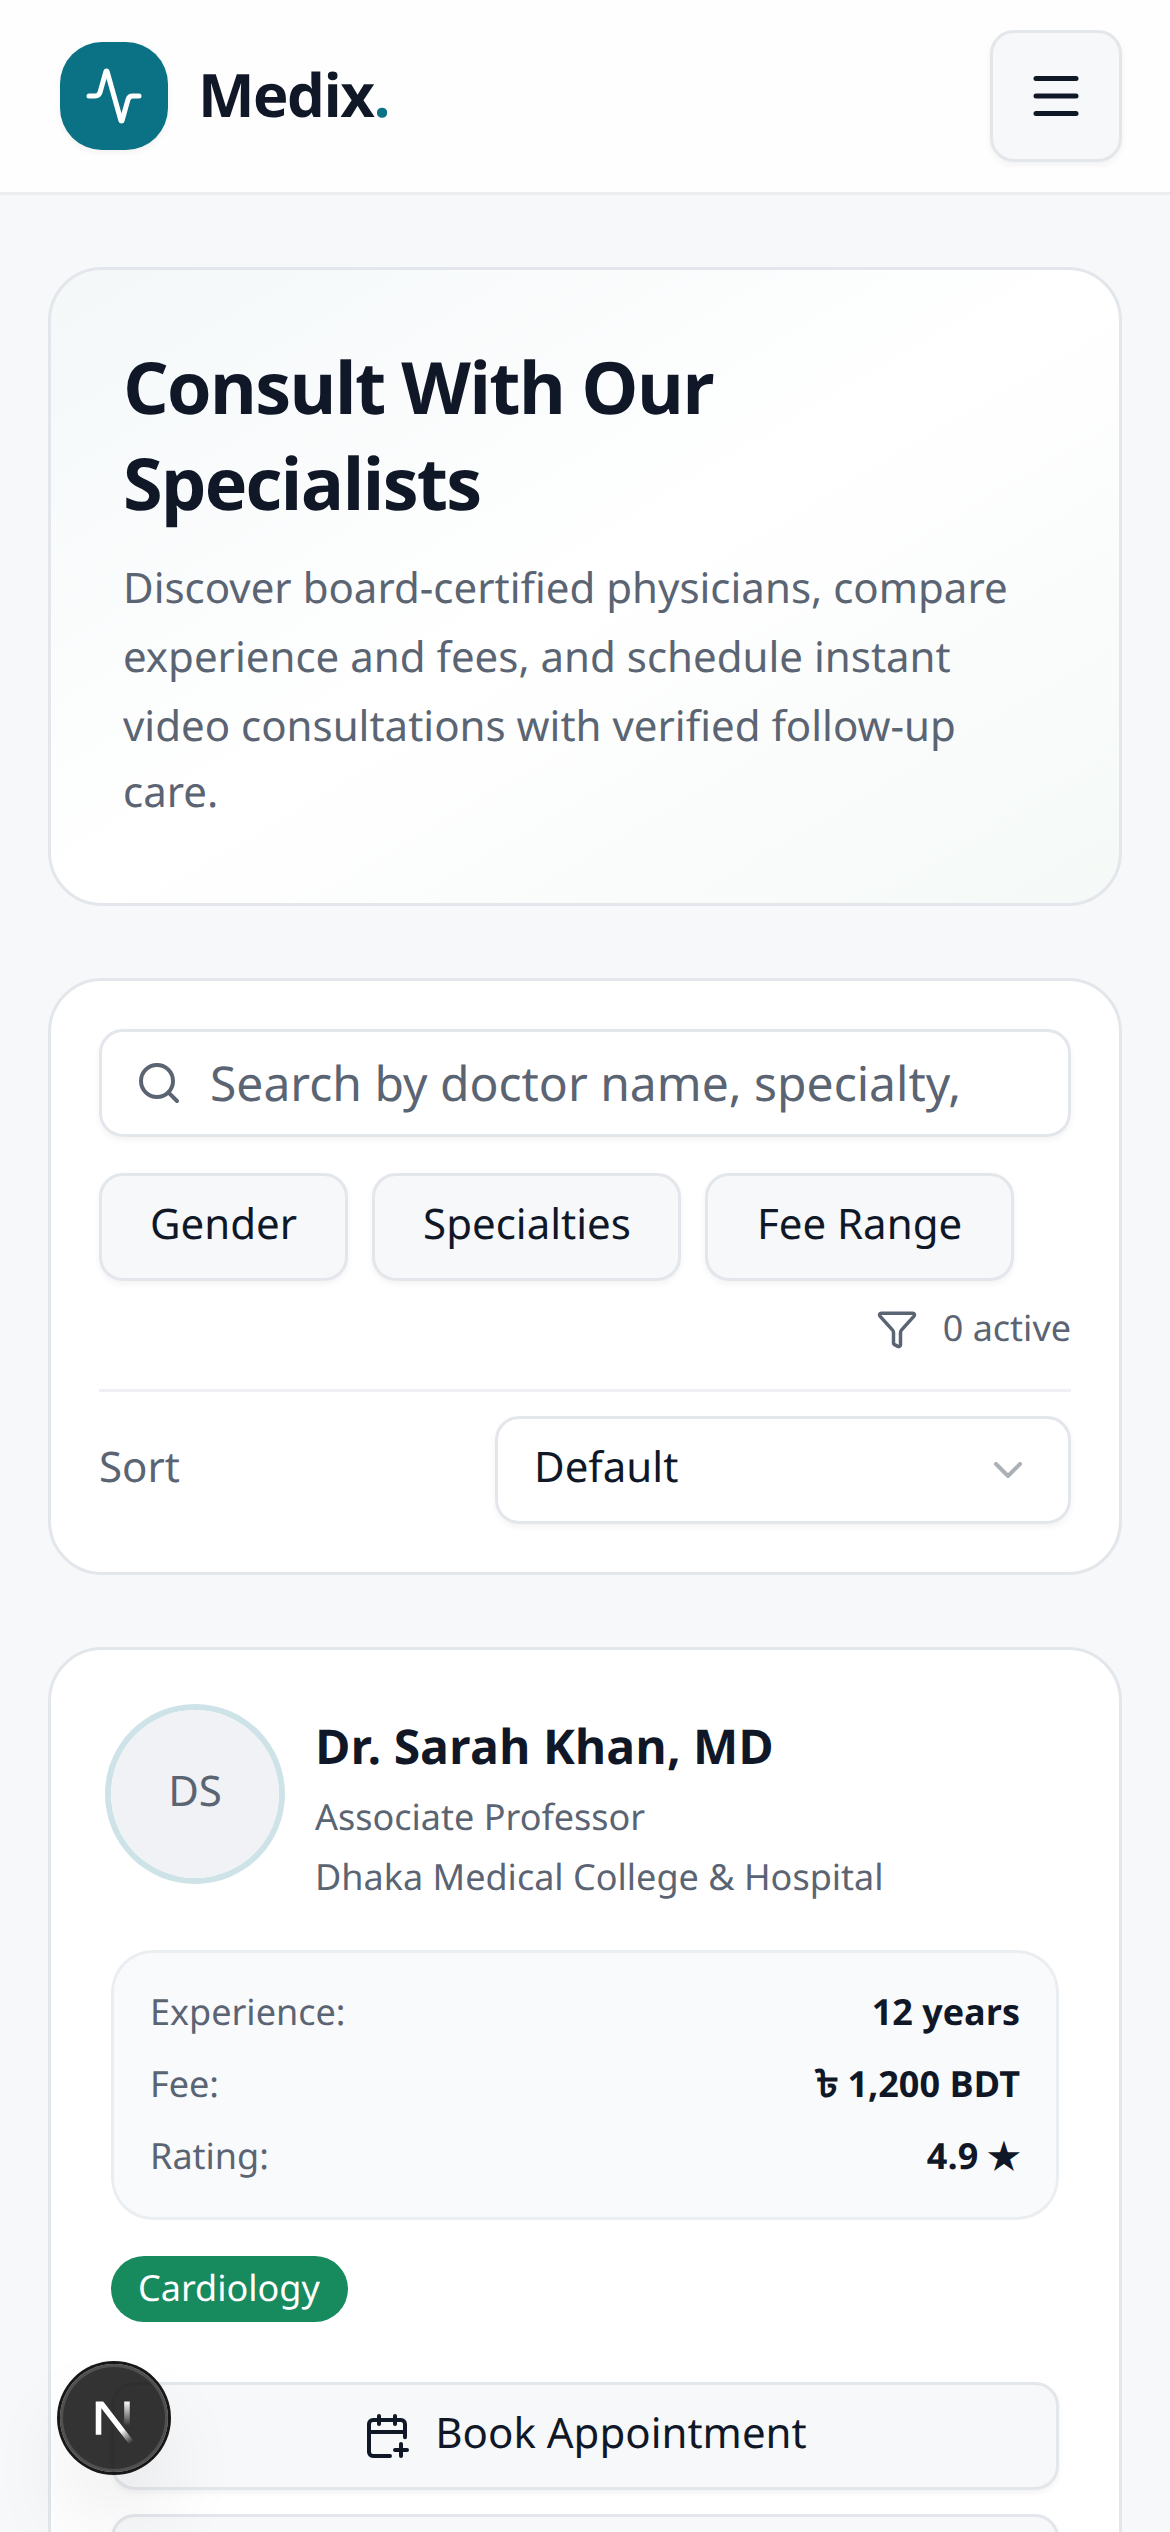 Medix.
Consult With Our
Specialists
Discover board-certified physicians, compare
experience and fees, and schedule instant
video consultations with verified follow-up
care.
Search by doctor name, specialty,
Gender
Specialties
Fee Range
0 active
Sort
Default
DS
Dr. Sarah Khan, MD
Associate Professor
Dhaka Medical College & Hospital
Experience: 12 years
Fee: ৳ 1,200 BDT
Rating: 4.9 ★
Cardiology
N
Book Appointment